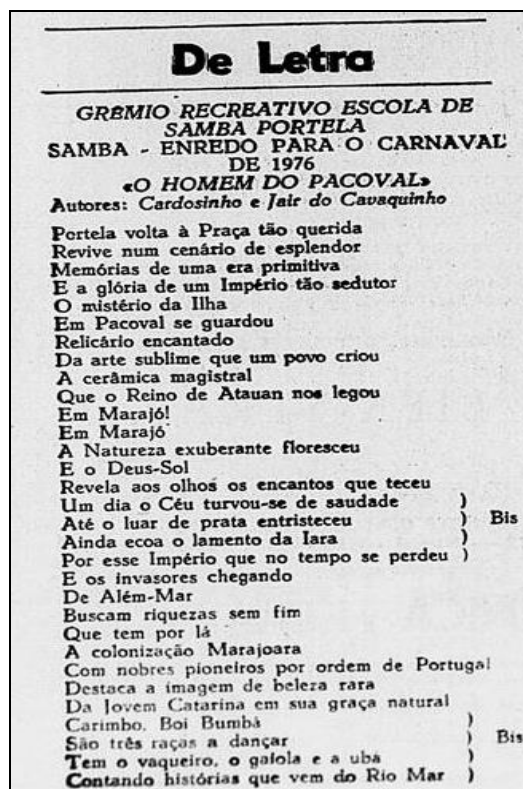 De Letra
GRÊMIO RECREATIVO ESCOLA DE
SAMBA PORTELA
SAMBA - ENREDO PARA O CARNAVAL
DE 1976
«O HOMEM DO PACOVAL»
Autores: Cardosinho e Jair do Cavaquinho
Portela volta à Praça tão querida
Revive num cenário de esplendor
Memórias de uma era primitiva
E a glória de um Império tão sedutor
O mistério da Ilha
Em Pacoval se guardou
Relicário encantado
Da arte sublime que um povo criou
A cerâmica magistral
Que o Reino de Atauan nos legou
Em Marajó!
Em Marajó
A Natureza exuberante floresceu
E o Deus-Sol
Revela aos olhos os encantos que teceu
Um dia o Céu turvou-se de saudade )
Até o luar de prata entristeceu ) Bis
Ainda ecoa o lamento da Iara )
Por esse Império que no tempo se perdeu )
E os invasores chegando
De Além-Mar
Buscam riquezas sem fim
Que tem por lá
A colonização Marajoara
Com nobres pioneiros por ordem de Portugal
Destaca a imagem de beleza rara
Da Jovem Catarina em sua graça natural
Carimbo, Boi Bumbá )
São três raças a dançar ) Bis
Tem o vaqueiro, o gaiola e a ubá )
Contando histórias que vem do Rio Mar )